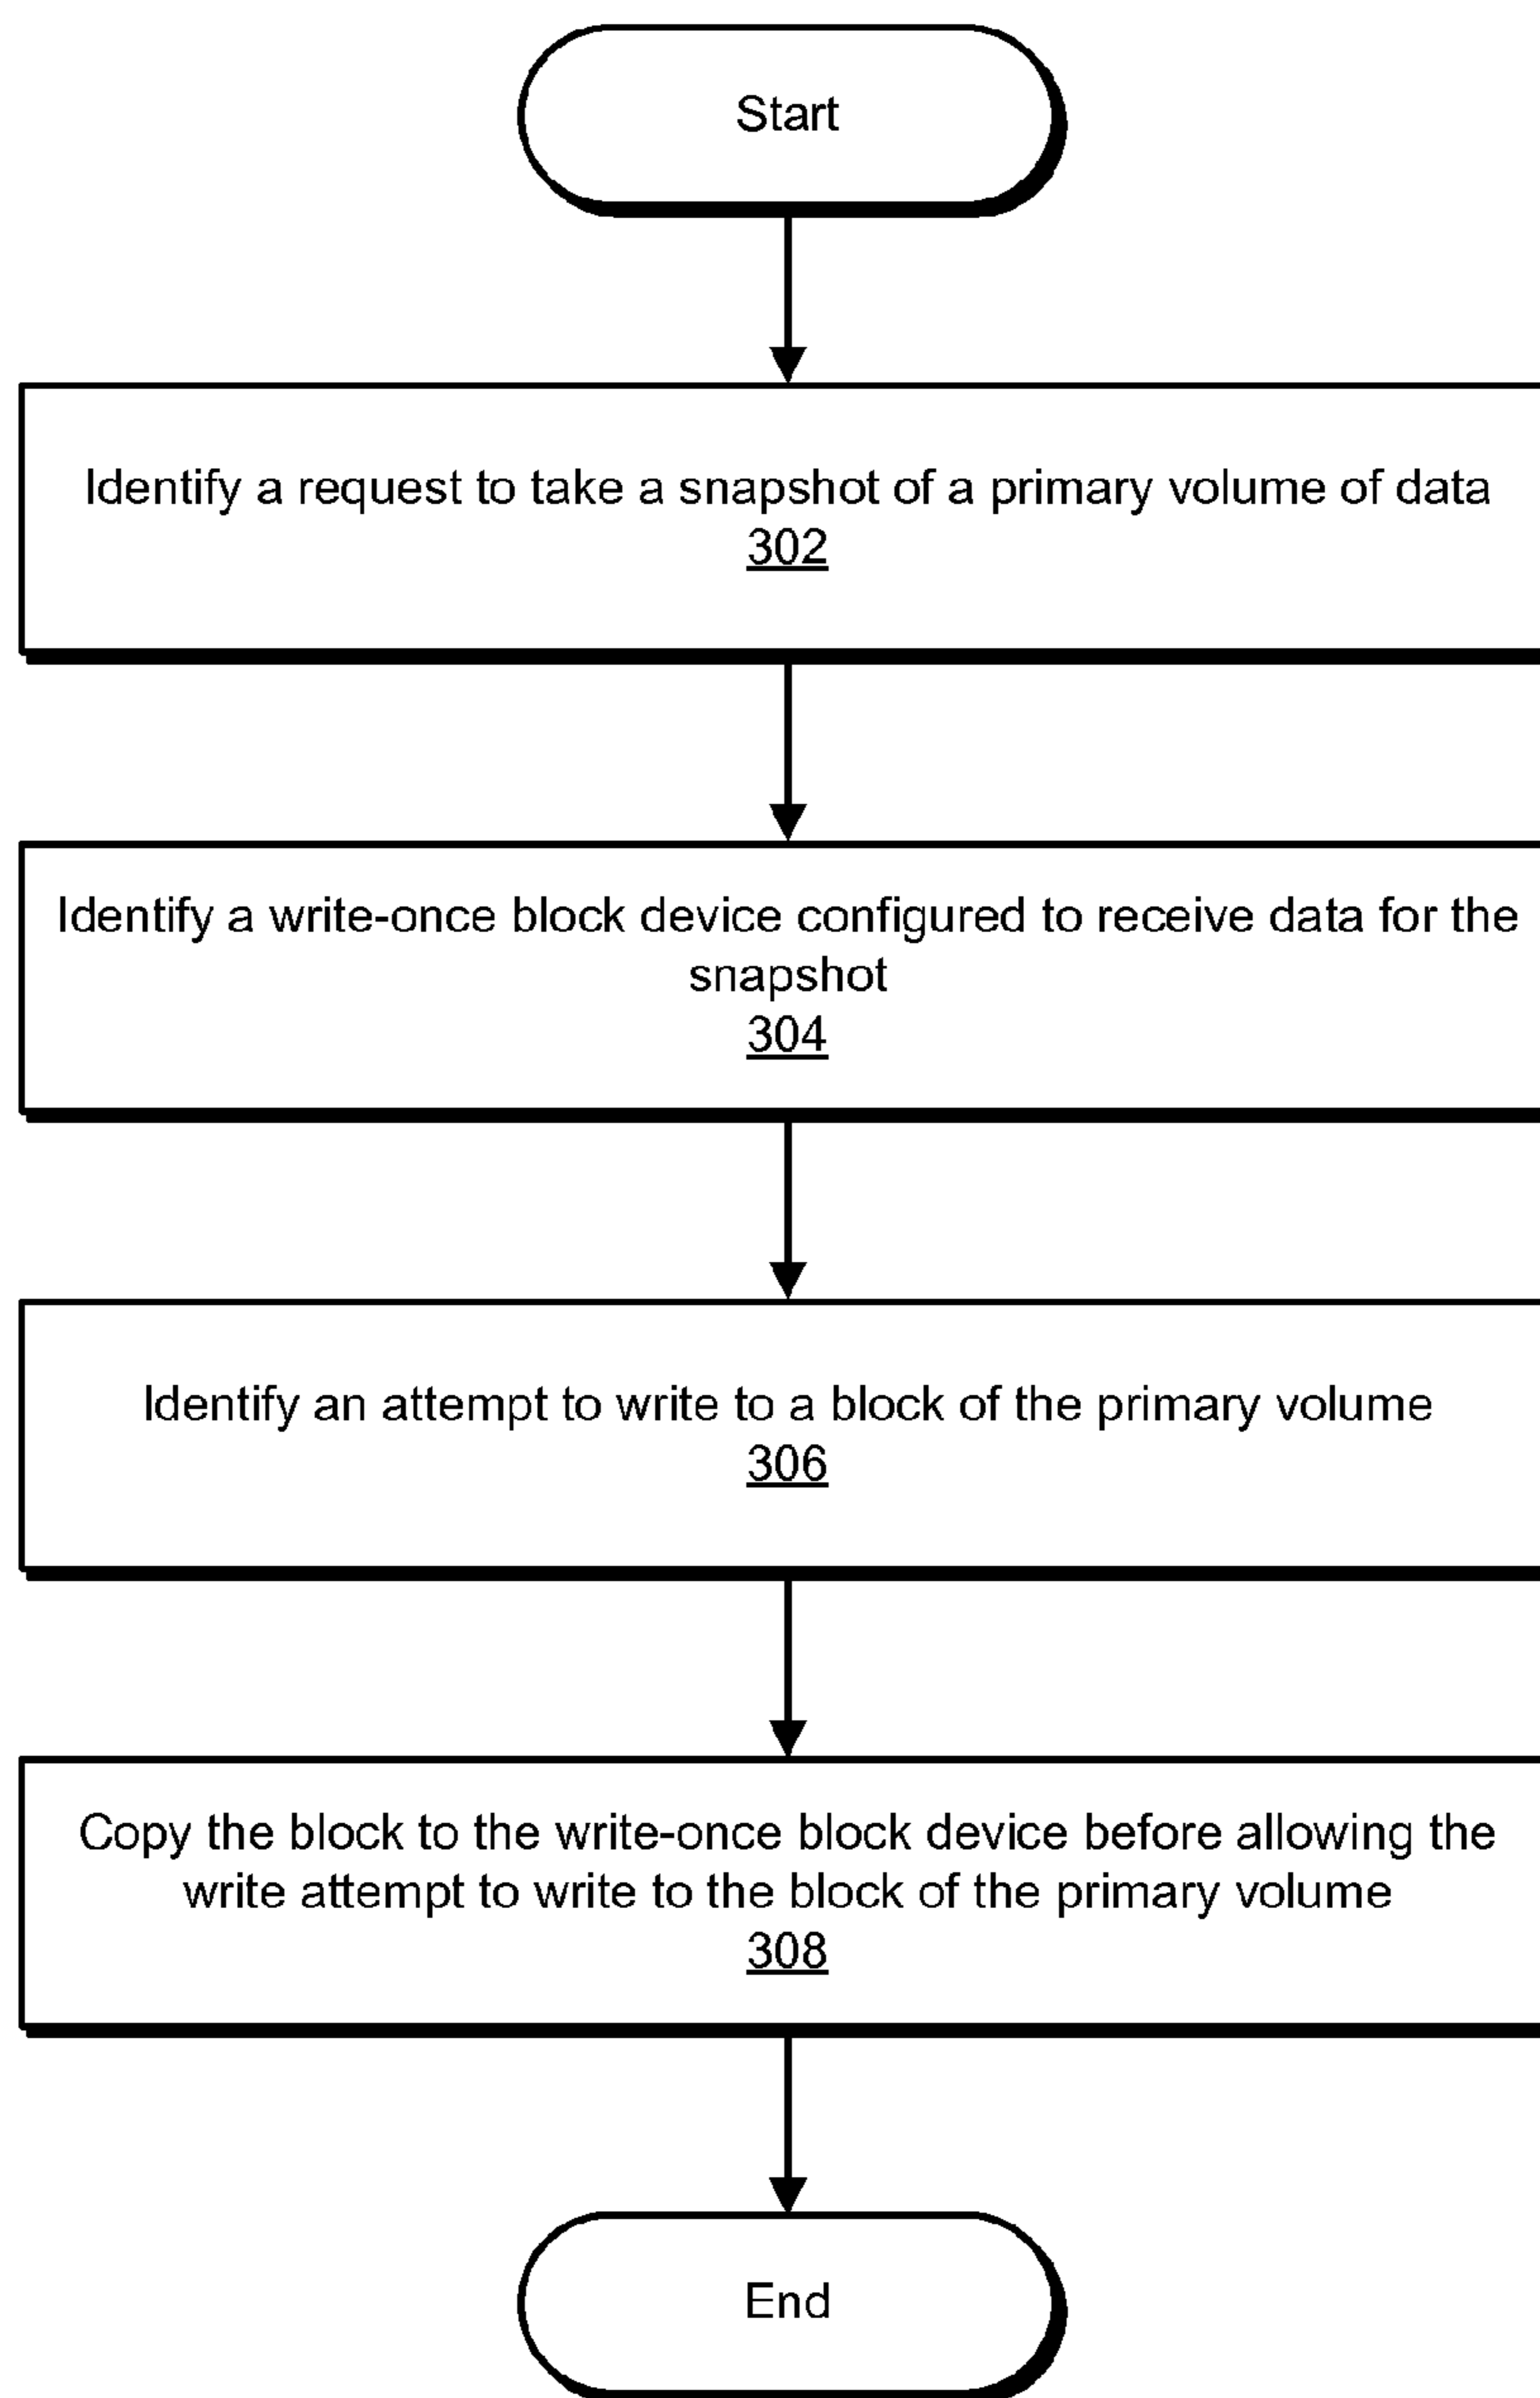 Start
Identify a request to take a snapshot of a primary volume of data
302
Identify a write-once block device configured to receive data for the
snapshot
304
Identify an attempt to write to a block of the primary volume
306
Copy the block to the write-once block device before allowing the
write attempt to write to the block of the primary volume
308
End